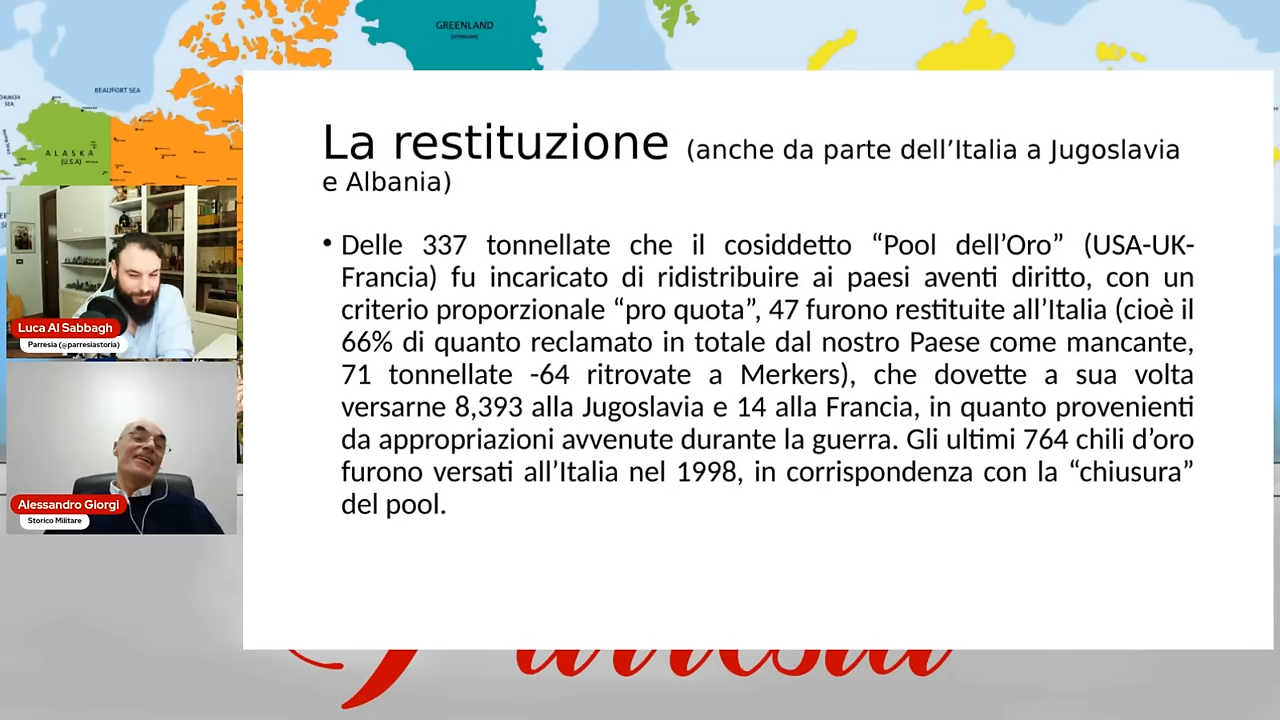 GREENLAND
(DENMARK)
BEAUFORT SEA
ALASKA
(U.S.A)
La restituzione (anche da parte dell’Italia a Jugoslavia
e Albania)
• Delle 337 tonnellate che il cosiddetto “Pool dell’Oro” (USA-UK-
Francia) fu incaricato di ridistribuire ai paesi aventi diritto, con un
criterio proporzionale “pro quota”, 47 furono restituite all’Italia (cioè il
66% di quanto reclamato in totale dal nostro Paese come mancante,
71 tonnellate -64 ritrovate a Merkers), che dovette a sua volta
versarne 8,393 alla Jugoslavia e 14 alla Francia, in quanto provenienti
da appropriazioni avvenute durante la guerra. Gli ultimi 764 chili d’oro
furono versati all’Italia nel 1998, in corrispondenza con la “chiusura”
del pool.
Luca Al Sabbagh
Parresia (@parresiastoria)
Alessandro Giorgi
Storico Militare